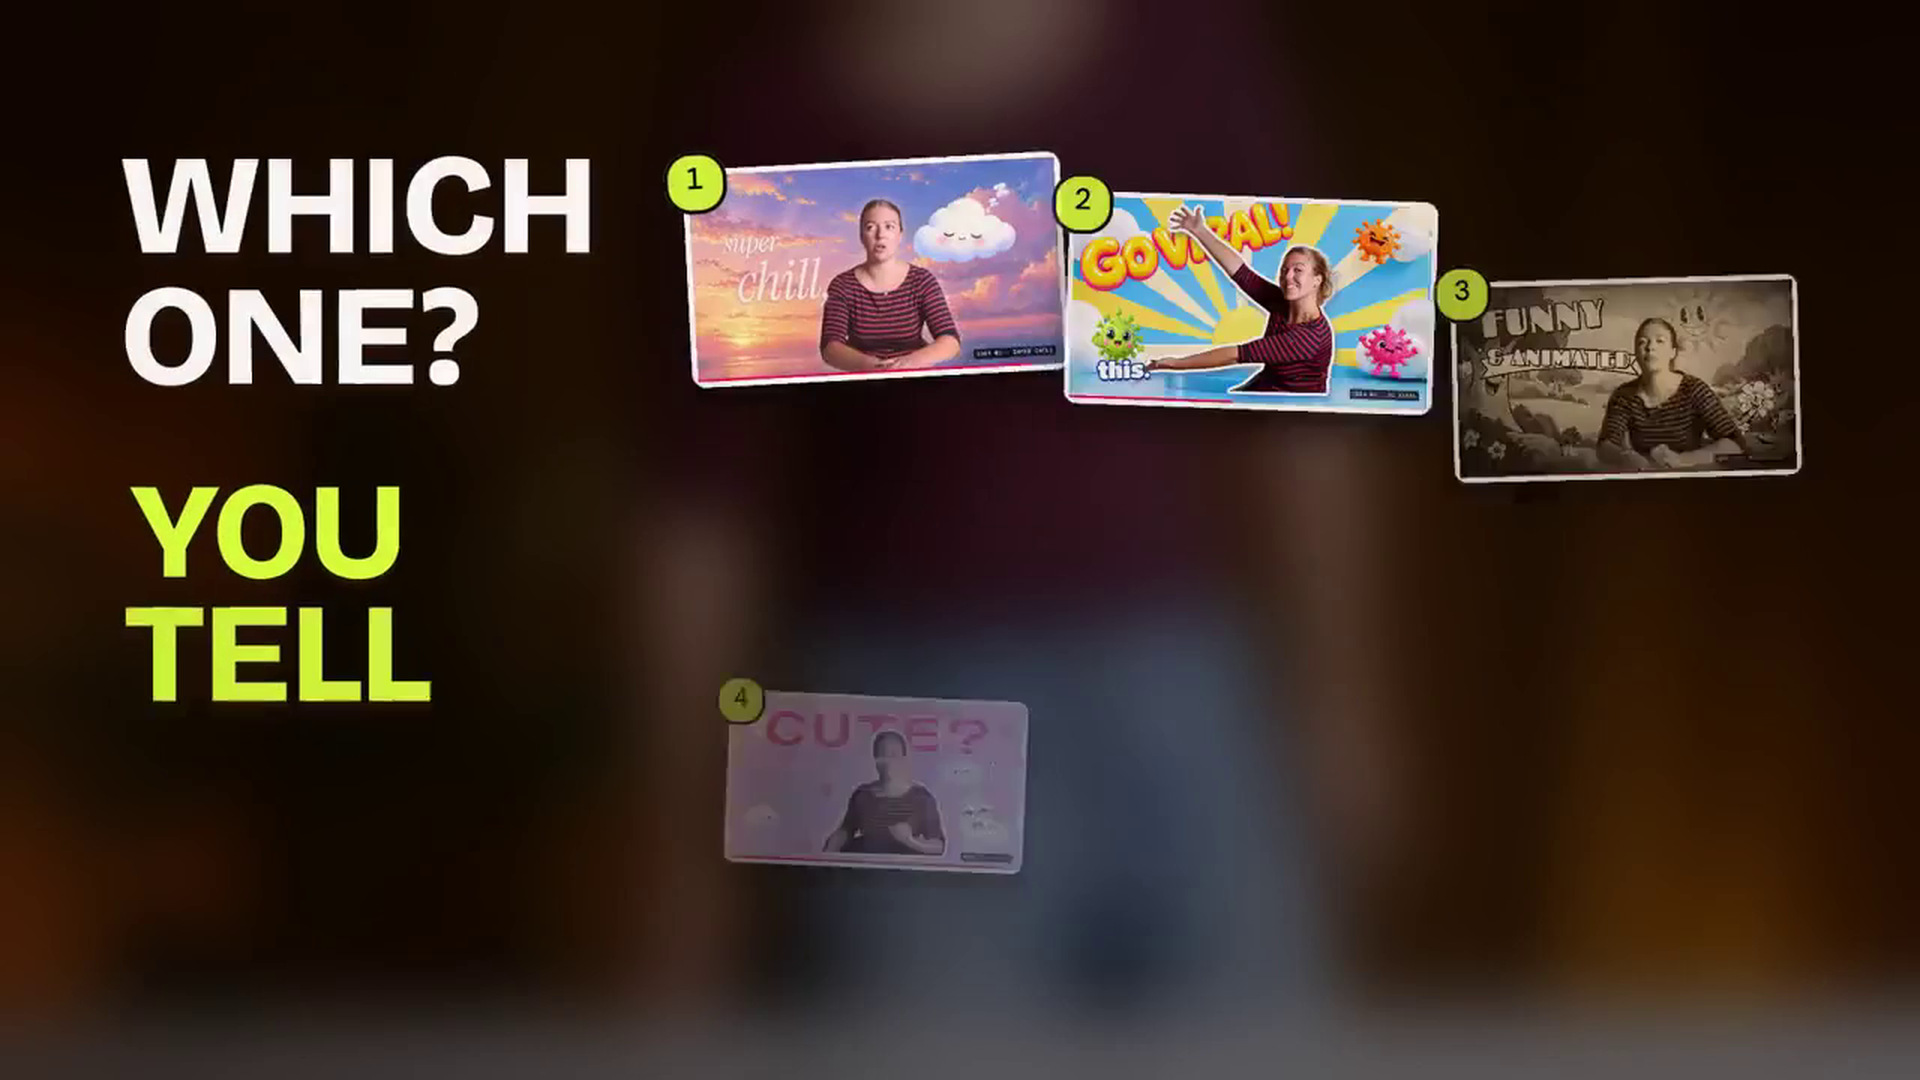 WHICH
ONE?
YOU
TELL
1
super
chill,
2
GO VIRAL!
this.
3
FUNNY
& ANIMATED
4
CUTE?